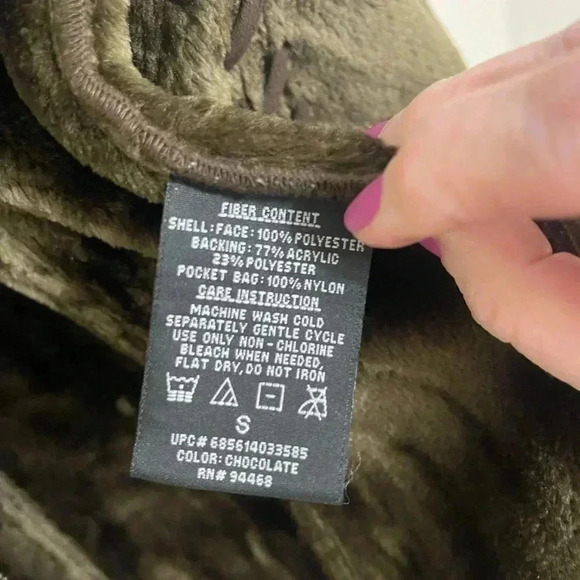 FIBER CONTENT
SHELL: FACE: 100% POLYESTER
BACKING: 77% ACRYLIC
23% POLYESTER
POCKET BAG: 100% NYLON
CARE INSTRUCTION
MACHINE WASH COLD
SEPARATELY GENTLE CYCLE
USE ONLY NON-CHLORINE
BLEACH WHEN NEEDED,
FLAT DRY, DO NOT IRON
S
UPC# 685614033585
COLOR: CHOCOLATE
RN# 94468